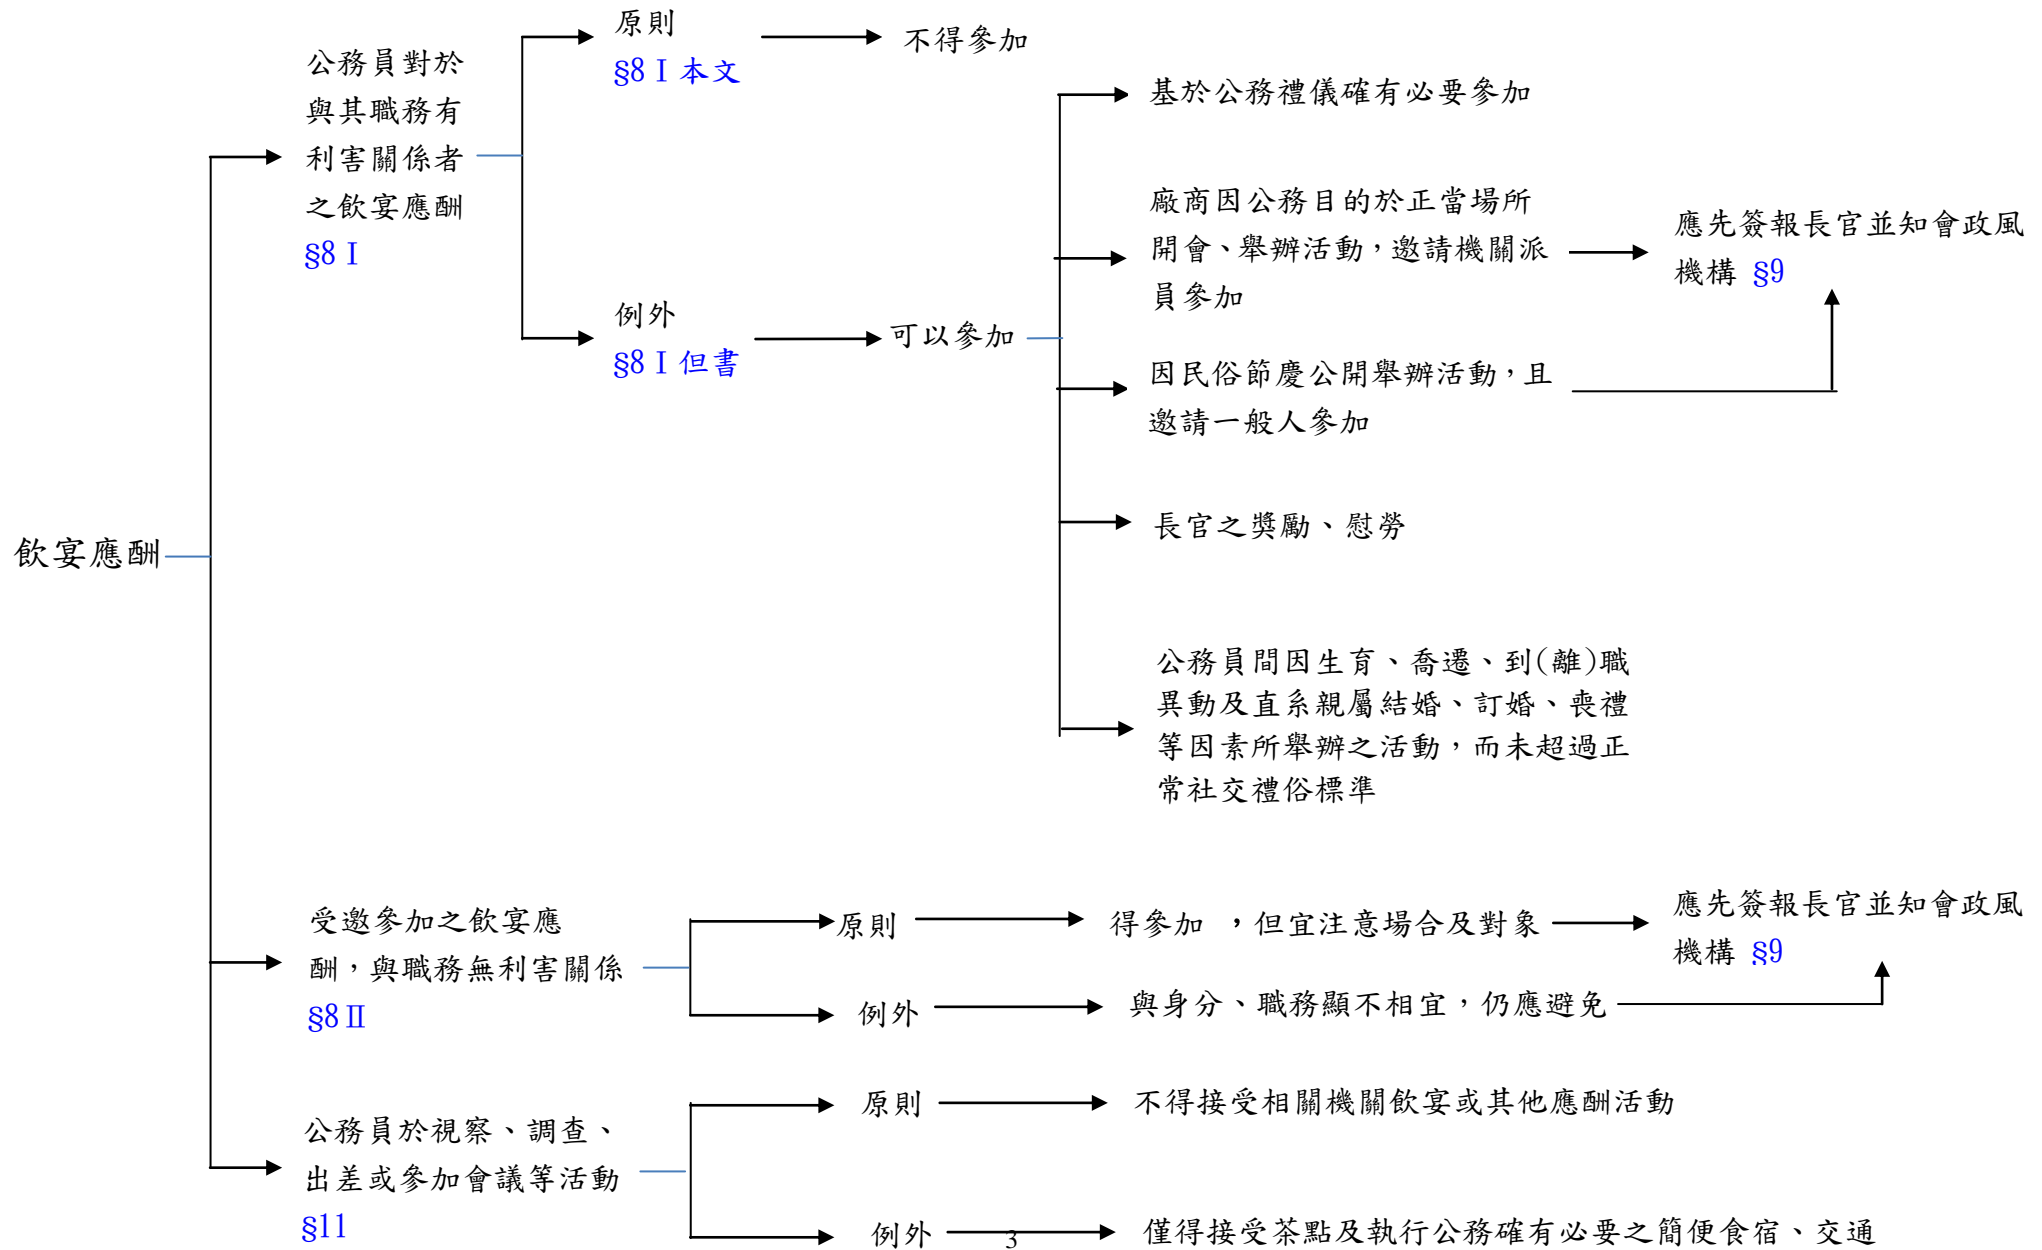 飲宴應酬
公務員對於
與其職務有
利害關係者
之飲宴應酬
§8Ⅰ
原則
§8Ⅰ本文
不得參加
例外
§8Ⅰ但書
可以參加
基於公務禮儀確有必要參加
廠商因公務目的於正當場所
開會、舉辦活動，邀請機關派
員參加
應先簽報長官並知會政風
機構 §9
因民俗節慶公開舉辦活動，且
邀請一般人參加
長官之獎勵、慰勞
公務員間因生育、喬遷、到(離)職
異動及直系親屬結婚、訂婚、喪禮
等因素所舉辦之活動，而未超過正
常社交禮俗標準
受邀參加之飲宴應
酬，與職務無利害關係
§8Ⅱ
原則
得參加 ，但宜注意場合及對象
應先簽報長官並知會政風
機構 §9
例外
與身分、職務顯不相宜，仍應避免
公務員於視察、調查、
出差或參加會議等活動
§11
原則
不得接受相關機關飲宴或其他應酬活動
例外
僅得接受茶點及執行公務確有必要之簡便食宿、交通
3